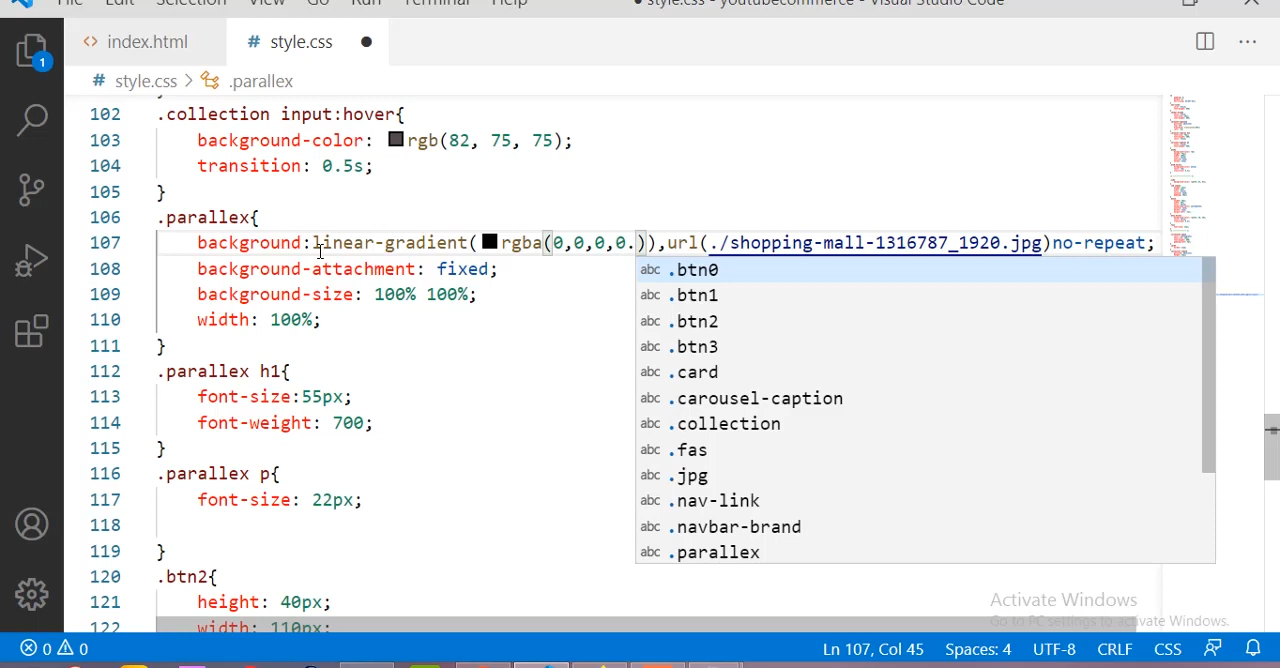 File Edit Selection View Go Run Terminal Help ● style.css - youtubecommerce - Visual Studio Code
1
<> index.html # style.css ●
# style.css > .parallex
102 .collection input:hover{
103 background-color: rgb(82, 75, 75);
104 transition: 0.5s;
105 }
106 .parallex{
107 background:linear-gradient(rgba(0,0,0,0.)),url(./shopping-mall-1316787_1920.jpg)no-repeat;
108 background-attachment: fixed;
109 background-size: 100% 100%;
110 width: 100%;
111 }
112 .parallex h1{
113 font-size:55px;
114 font-weight: 700;
115 }
116 .parallex p{
117 font-size: 22px;
118
119 }
120 .btn2{
121 height: 40px;
122 width: 110px;
abc .btn0
abc .btn1
abc .btn2
abc .btn3
abc .card
abc .carousel-caption
abc .collection
abc .fas
abc .jpg
abc .nav-link
abc .navbar-brand
abc .parallex
Activate Windows
Go to PC settings to activate Windows.
0 0 Ln 107, Col 45 Spaces: 4 UTF-8 CRLF CSS